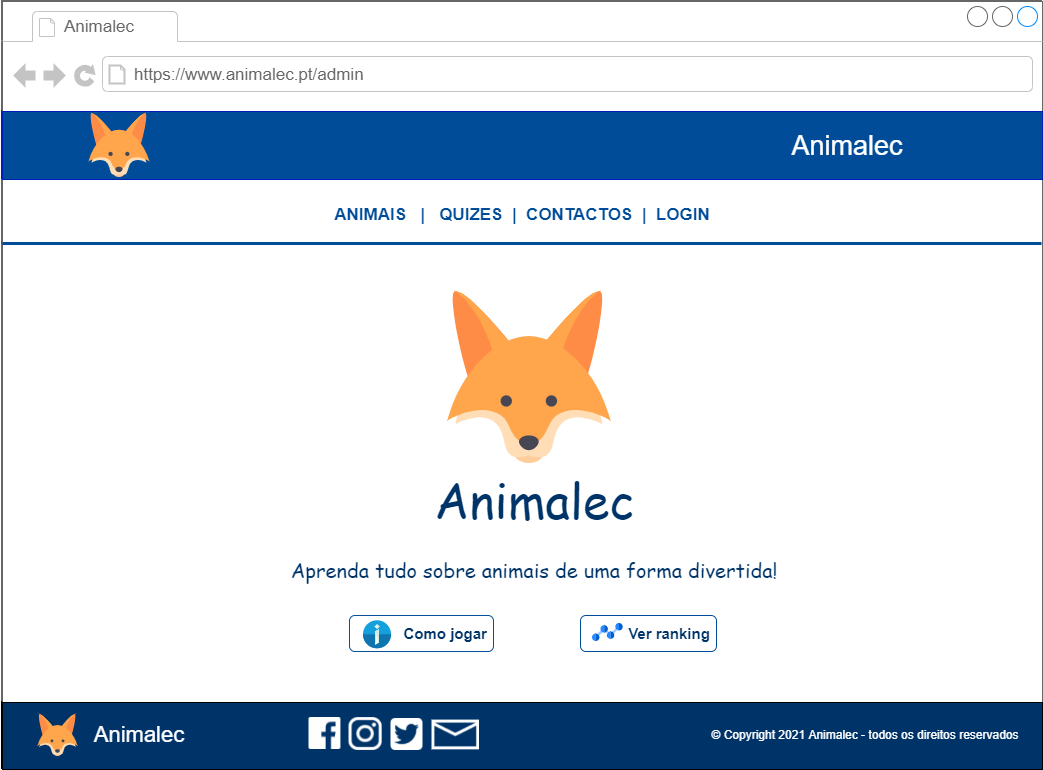 Animalec
https://www.animalec.pt/admin
Animalec
ANIMAIS | QUIZES | CONTACTOS | LOGIN
Animalec
Aprenda tudo sobre animais de uma forma divertida!
Como jogar
Ver ranking
Animalec
© Copyright 2021 Animalec - todos os direitos reservados